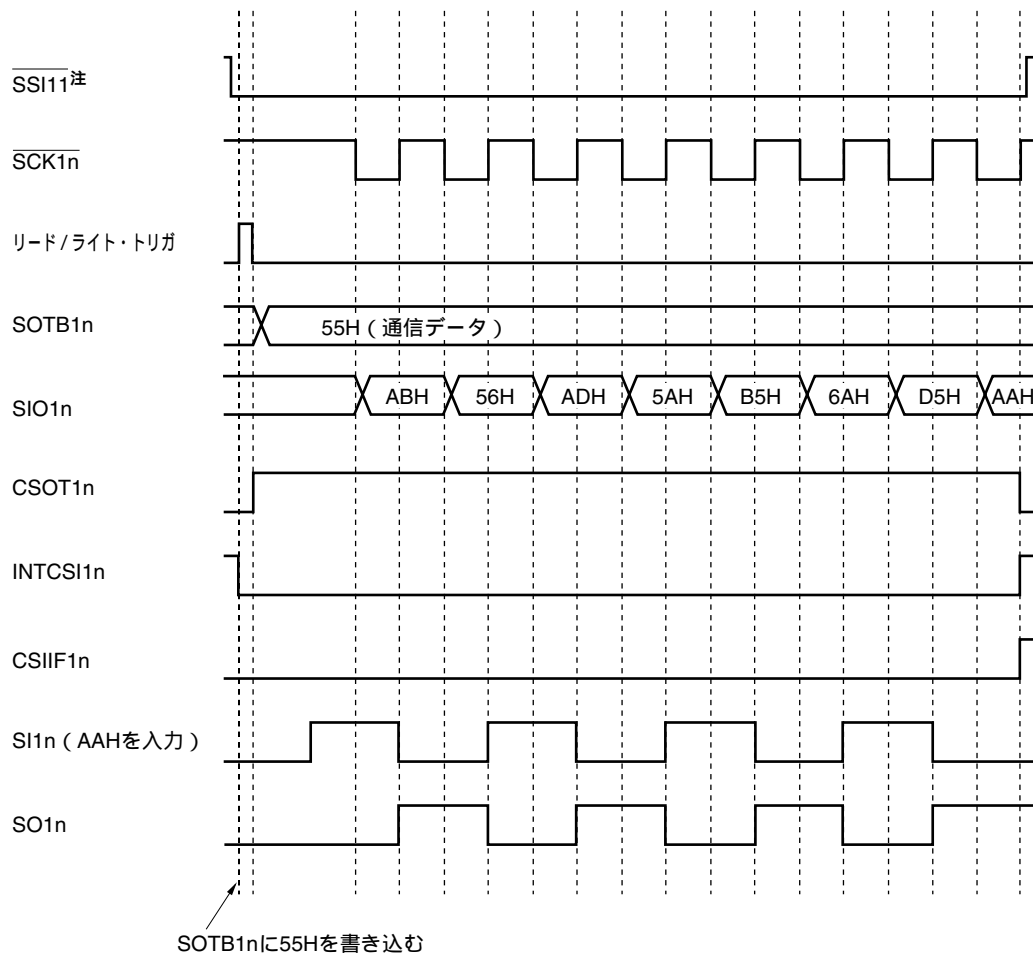 SSI11注
SCK1n
リード/ライト・トリガ
SOTB1n
55H(通信データ)
SIO1n
ABH 56H ADH 5AH B5H 6AH D5H AAH
CSOT1n
INTCSI1n
CSIIF1n
SI1n(AAHを入力)
SO1n
SOTB1nに55Hを書き込む